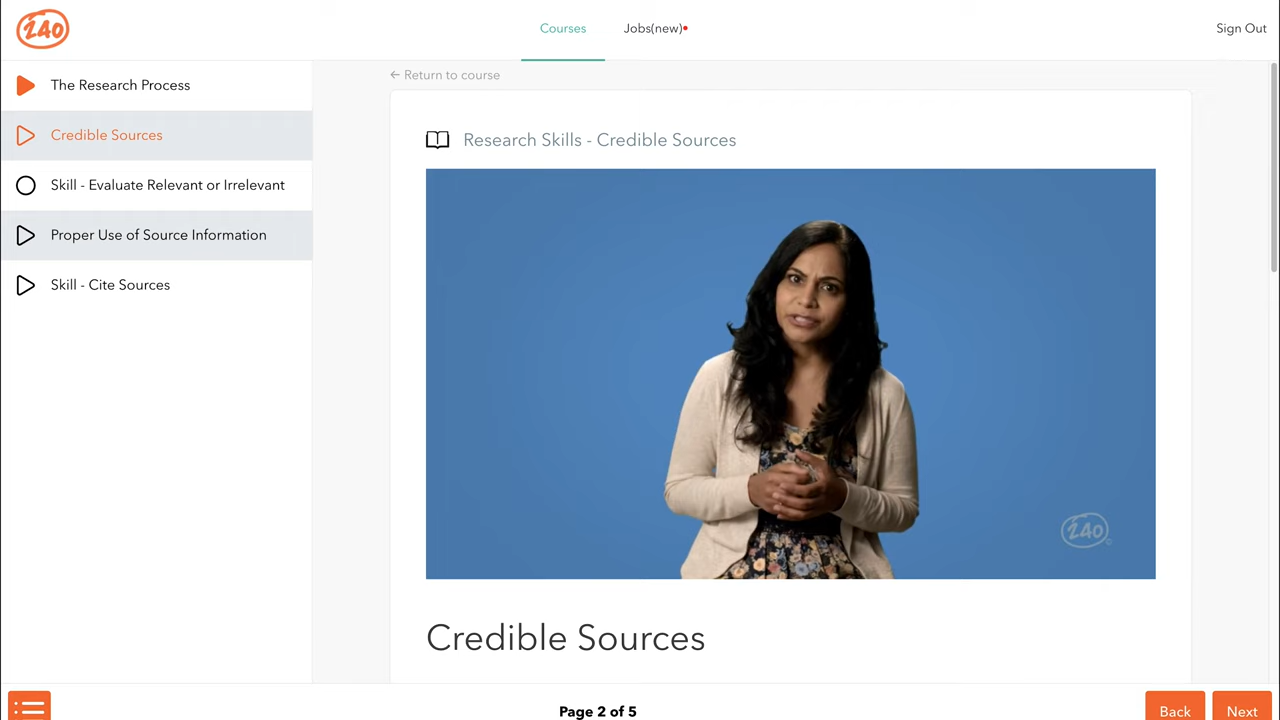 240
Courses
Jobs(new)
Sign Out
The Research Process
Credible Sources
Skill - Evaluate Relevant or Irrelevant
Proper Use of Source Information
Skill - Cite Sources
← Return to course
Research Skills - Credible Sources
240
Credible Sources
Page 2 of 5
Back
Next